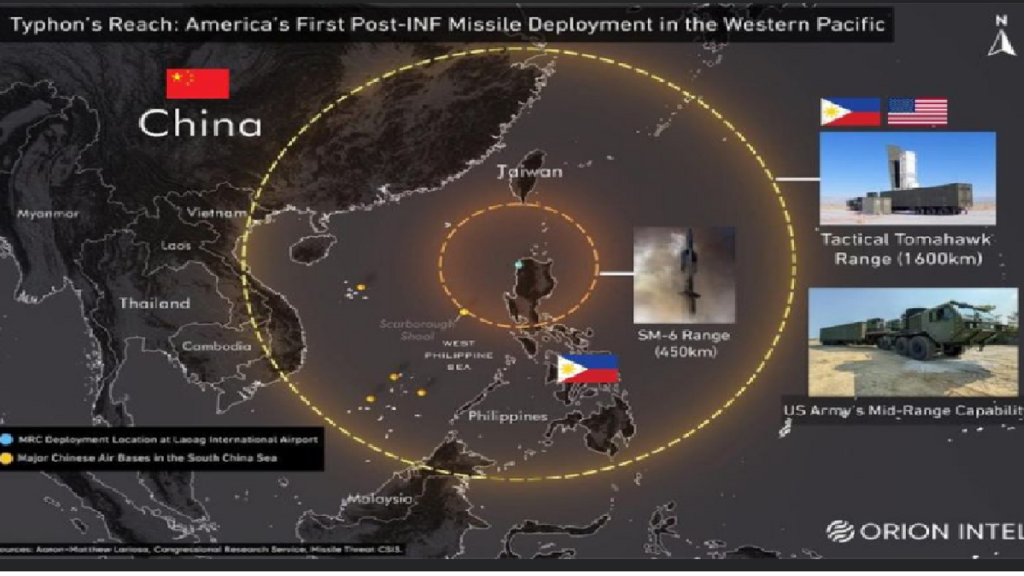 Typhon's Reach: America's First Post-INF Missile Deployment in the Western Pacific
N
China
Taiwan
Myanmar
Vietnam
Laos
Thailand
Cambodia
Scarborough
Shoal
WEST
PHILIPPINE
SEA
Philippines
Malaysia
SM-6 Range
(450km)
Tactical Tomahawk
Range (1600km)
US Army's Mid-Range Capability
MRC Deployment Location at Laoag International Airport
Major Chinese Air Bases in the South China Sea
ources: Aaron-Matthew Lariosa, Congressional Research Service, Missile Threat CSIS.
ORION INTEL